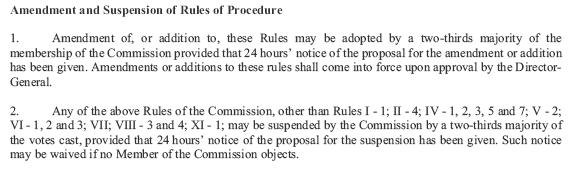 Amendment and Suspension of Rules of Procedure
1. Amendment of, or addition to, these Rules may be adopted by a two-thirds majority of the
membership of the Commission provided that 24 hours' notice of the proposal for the amendment or addition
has been given. Amendments or additions to these rules shall come into force upon approval by the Director-
General.
2. Any of the above Rules of the Commission, other than Rules I - 1; II - 4; IV - 1, 2, 3, 5 and 7; V - 2;
VI - 1, 2 and 3; VII; VIII - 3 and 4; XI - 1; may be suspended by the Commission by a two-thirds majority of
the votes cast, provided that 24 hours' notice of the proposal for the suspension has been given. Such notice
may be waived if no Member of the Commission objects.